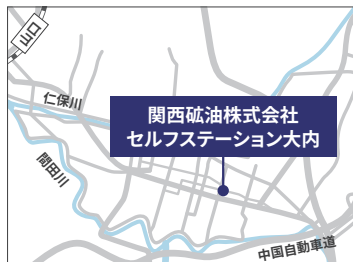 山口
仁保川
関西砿油株式会社
セルフステーション大内
間田川
中国自動車道